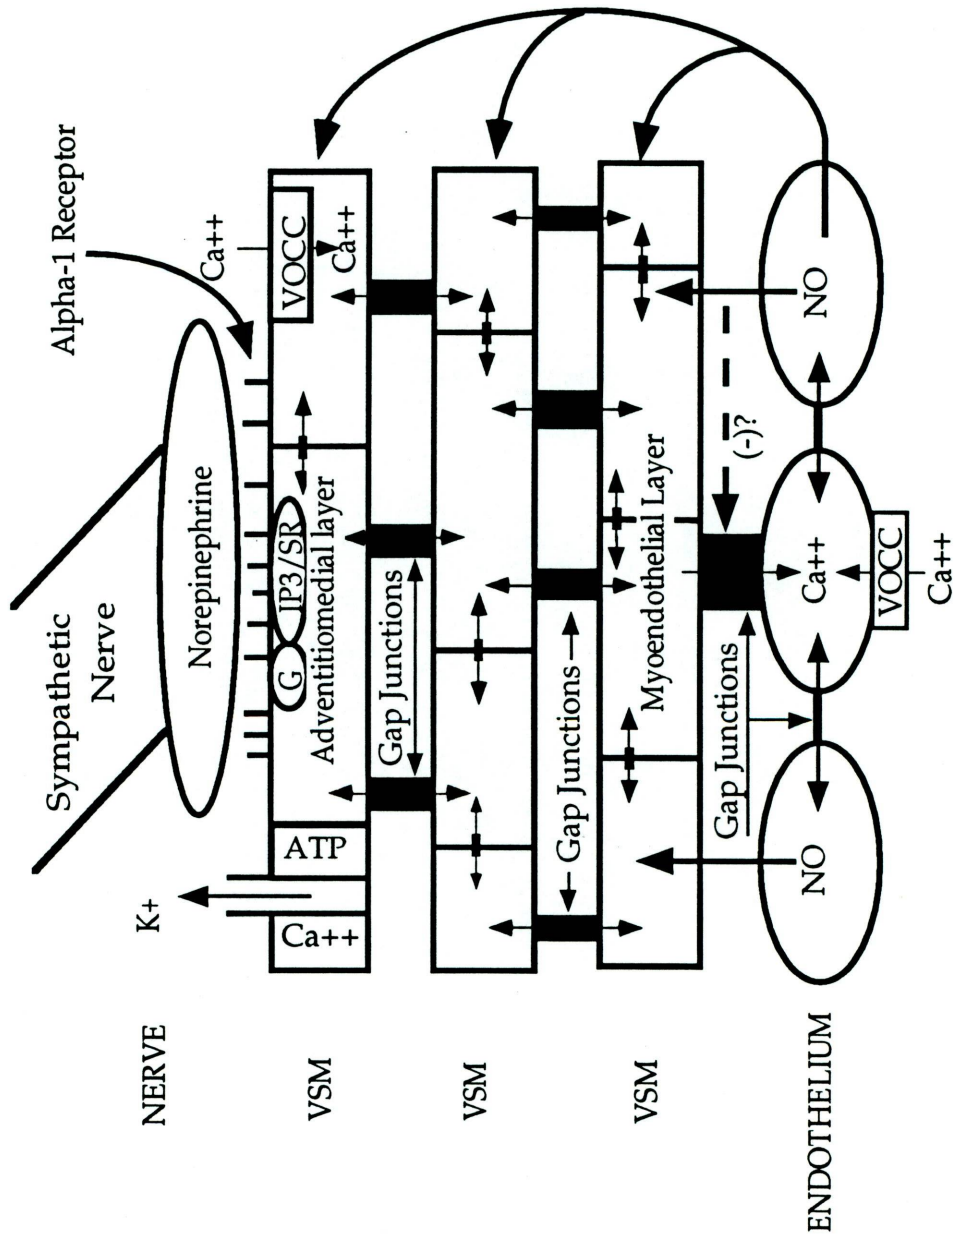 Sympathetic
Nerve
Alpha-1 Receptor
NERVE
K+
Norepinephrine
Ca++
VSM
Ca++
ATP
G
IP3/SR
VOCC
Adventitiomedial layer
Ca++
Gap Junctions
VSM
Gap Junctions
VSM
Myoendothelial Layer
Gap Junctions
(-)?
ENDOTHELIUM
NO
Ca++
NO
VOCC
Ca++